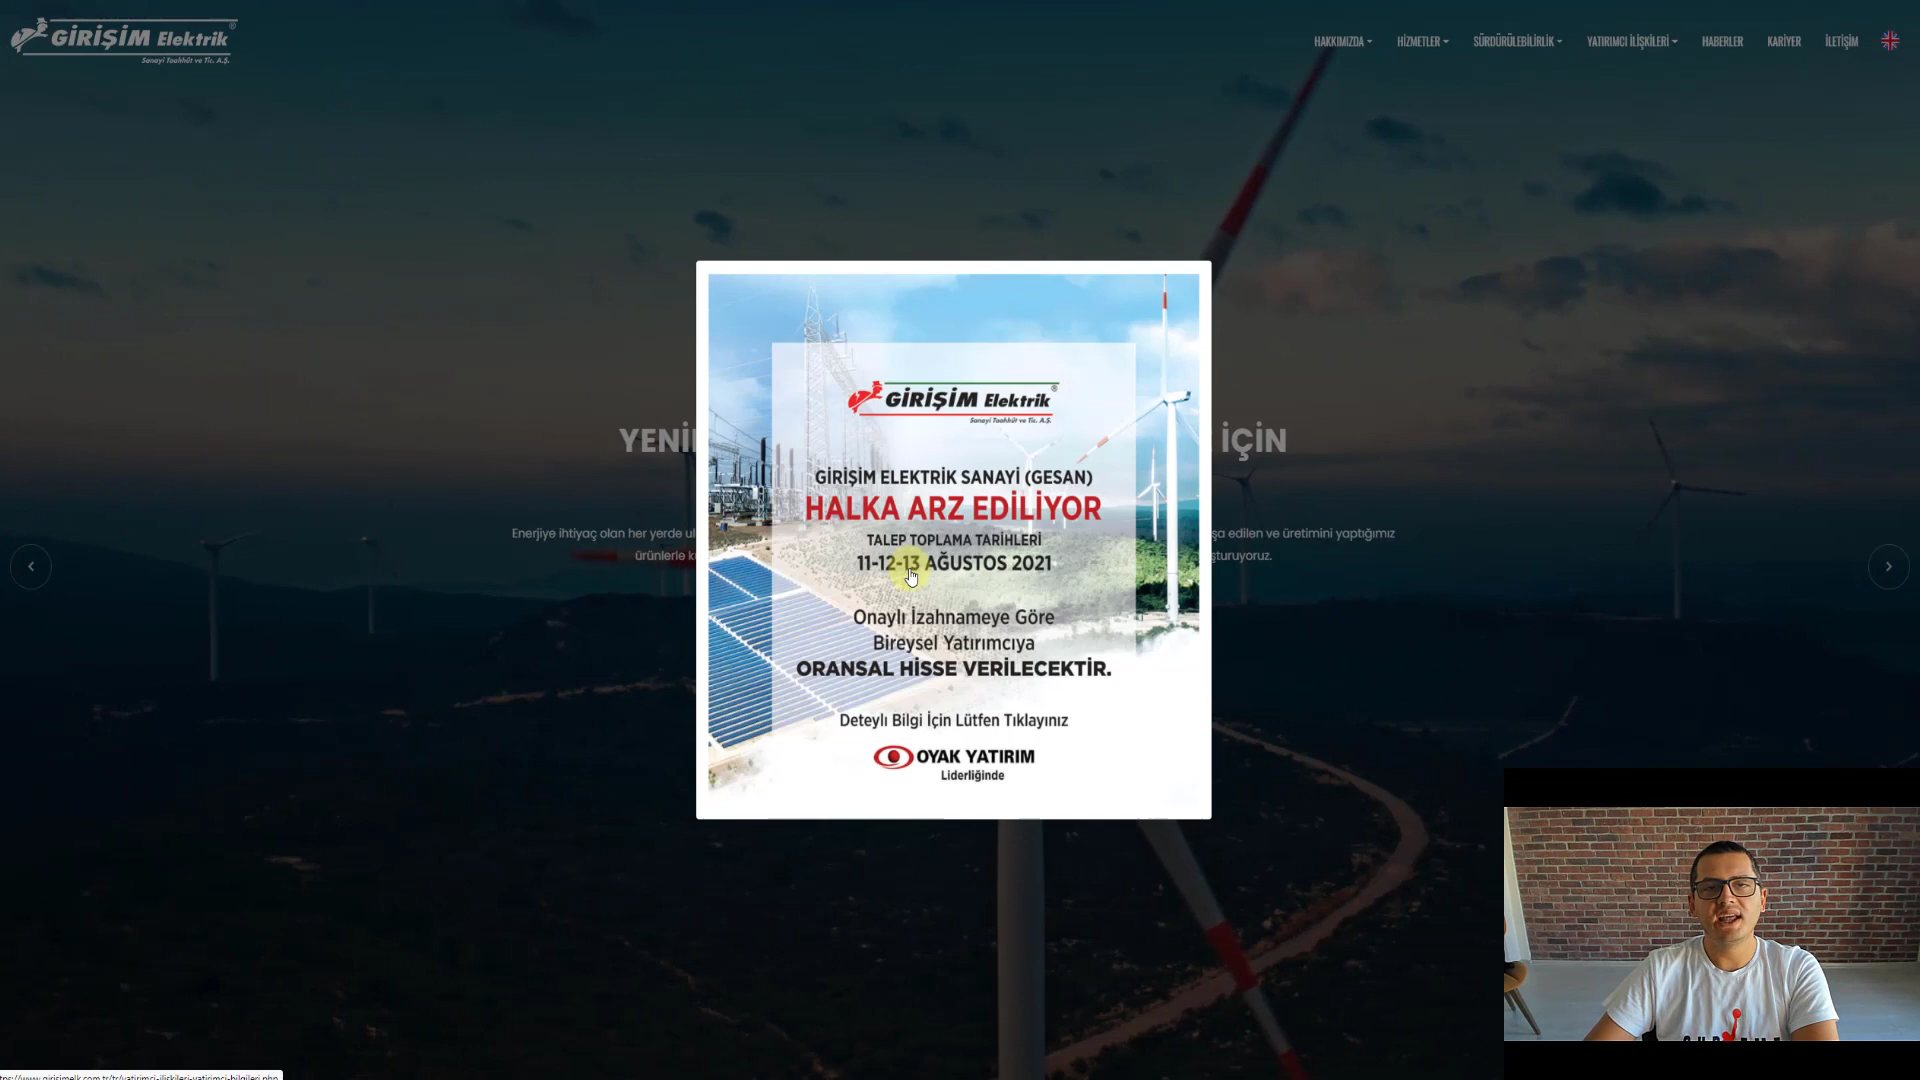 GİRİŞİM Elektrik®
Sanayi Taahhüt ve Tic. A.Ş.
HAKKIMIZDA
HİZMETLER
SÜRDÜRÜLEBİLİRLİK
YATIRIMCI İLİŞKİLERİ
HABERLER
KARİYER
İLETİŞİM
GİRİŞİM Elektrik®
Sanayi Taahhüt ve Tic. A.Ş.
İÇİN
GİRİŞİM ELEKTRİK SANAYİ (GESAN)
HALKA ARZ EDİLİYOR
TALEP TOPLAMA TARİHLERİ
11-12-13 AĞUSTOS 2021
Enerjiye ihtiyaç olan her yerde
edilen ve üretimini yaptığımız
ürünlerle
Onaylı İzahnameye Göre
Bireysel Yatırımcıya
ORANSAL HİSSE VERİLECEKTİR.
Deteylı Bilgi İçin Lütfen Tıklayınız
OYAK YATIRIM
Liderliğinde